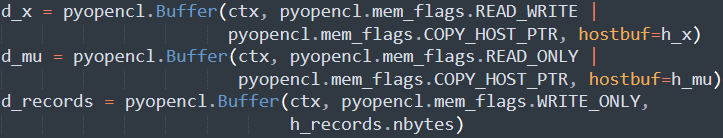 d_x = pyopencl.Buffer(ctx, pyopencl.mem_flags.READ_WRITE |
                      pyopencl.mem_flags.COPY_HOST_PTR, hostbuf=h_x)
d_mu = pyopencl.Buffer(ctx, pyopencl.mem_flags.READ_ONLY |
                       pyopencl.mem_flags.COPY_HOST_PTR, hostbuf=h_mu)
d_records = pyopencl.Buffer(ctx, pyopencl.mem_flags.WRITE_ONLY,
                            h_records.nbytes)